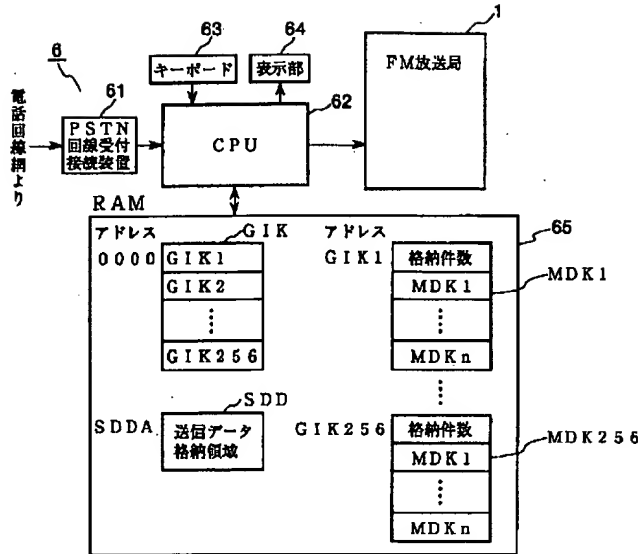 1
63
64
キーボード
表示部
FM放送局
6
61
62
電話回線網より
PSTN
回線受付
接続装置
CPU
RAM
65
アドレス
GIK
アドレス
0000
GIK1
GIK2
GIK256
GIK1
格納件数
MDK1
MDKn
MDK1
SDD
SDDA
送信データ
格納領域
GIK256
格納件数
MDK1
MDKn
MDK256